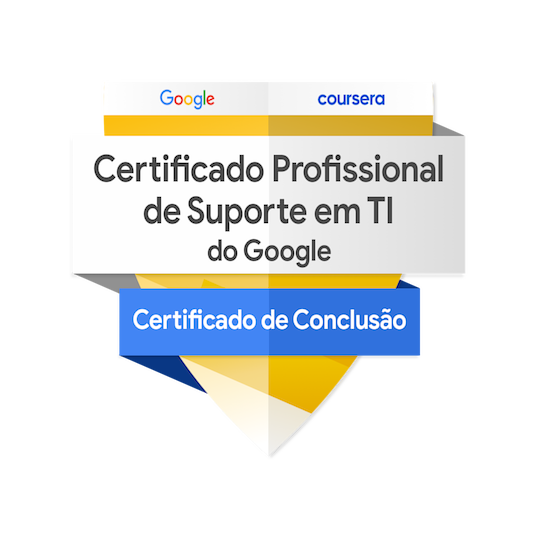 Google coursera
Certificado Profissional
de Suporte em TI
do Google
Certificado de Conclusão